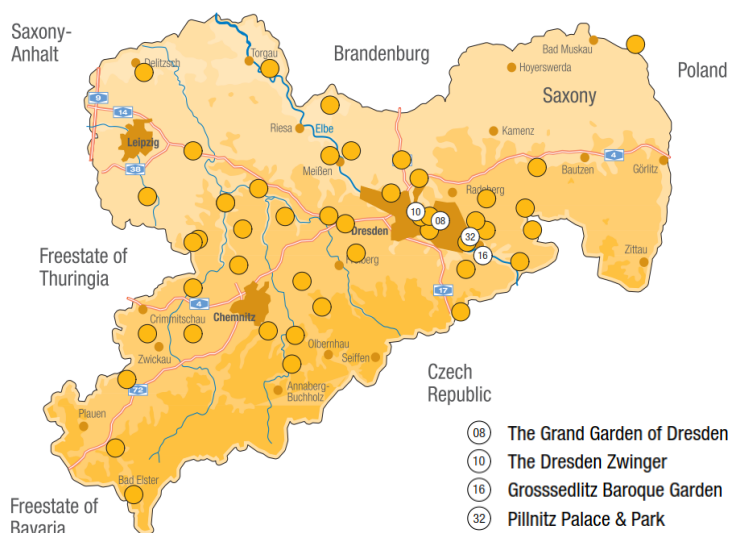 Saxony-
Anhalt
Brandenburg
Bad Muskau
Torgau
Delitzsch
Hoyerswerda
Poland
Saxony
9
14
Riesa
Elbe
Kamenz
Leipzig
4
38
Meißen
Bautzen
Görlitz
Radeberg
10
08
Dresden
32
16
Zittau
Freestate of
Thuringia
Freiberg
17
4
Crimmitschau
Chemnitz
Olbernhau
Seiffen
Zwickau
Czech
Republic
72
Annaberg-
Buchholz
Plauen
08 The Grand Garden of Dresden
10 The Dresden Zwinger
Bad Elster
16 Grosssedlitz Baroque Garden
Freestate of
Bavaria
32 Pillnitz Palace & Park